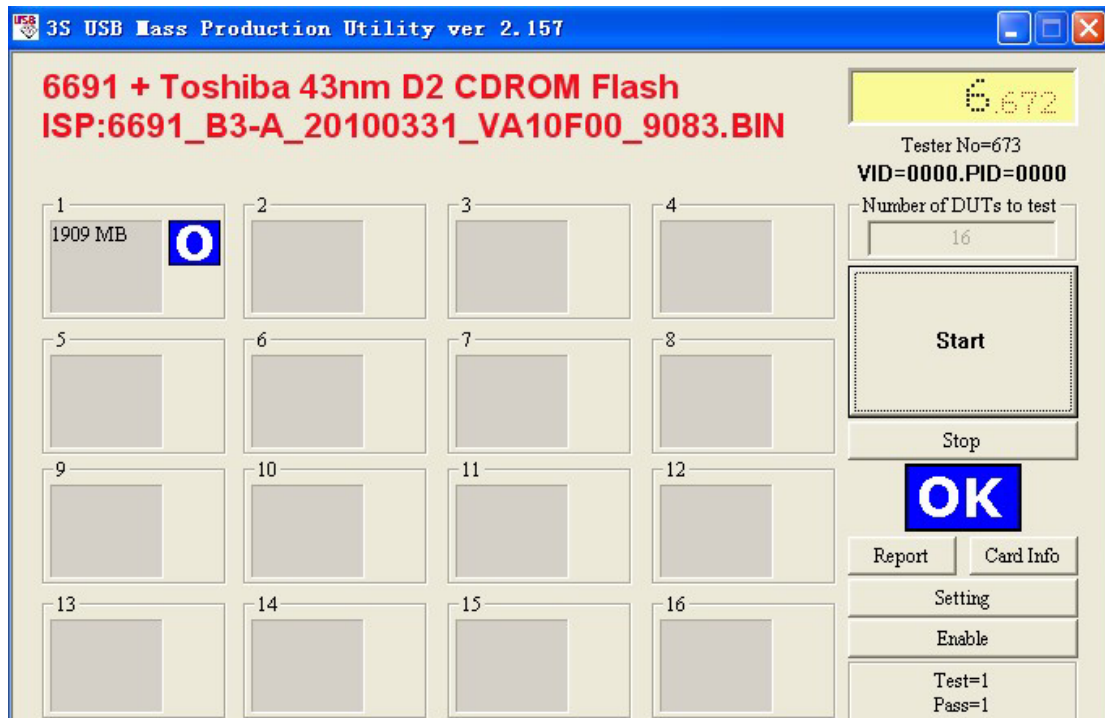 3S USB Mass Production Utility ver 2.157
6691 + Toshiba 43nm D2 CDROM Flash
ISP:6691_B3-A_20100331_VA10F00_9083.BIN
6.672
Tester No=673
VID=0000.PID=0000
Number of DUTs to test
16
1
1909 MB
O
2
3
4
Start
5
6
7
8
Stop
9
10
11
12
OK
Report
Card Info
Setting
13
14
15
16
Enable
Test=1
Pass=1